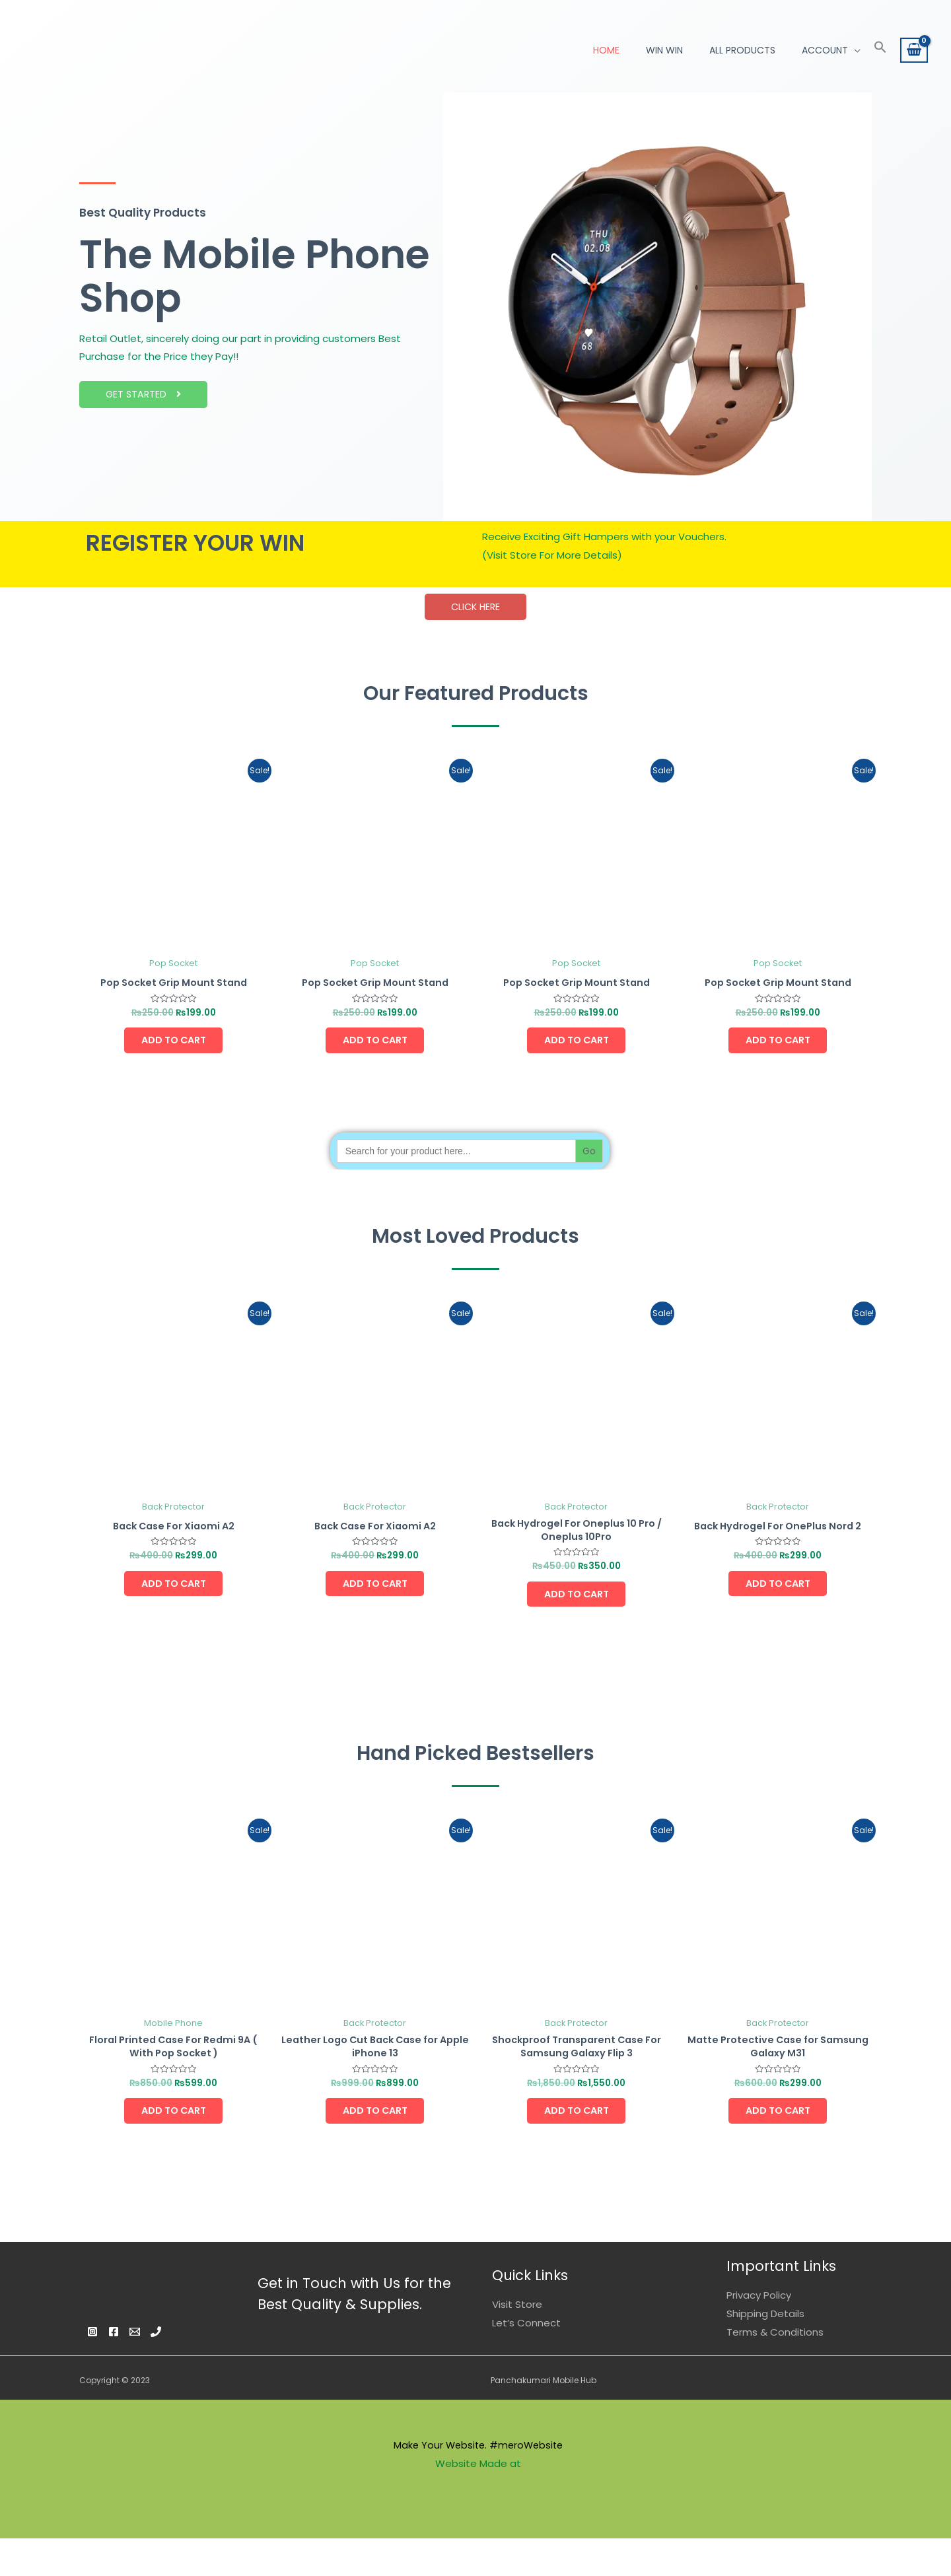 HOME WIN WIN ALL PRODUCTS ACCOUNT 0
Best Quality Products
The Mobile Phone
Shop
Retail Outlet, sincerely doing our part in providing customers Best
Purchase for the Price they Pay!!
GET STARTED
THU
02.08
68
REGISTER YOUR WIN
Receive Exciting Gift Hampers with your Vouchers.
(Visit Store For More Details)
CLICK HERE
Our Featured Products
Sale! Sale! Sale! Sale!
Pop Socket Pop Socket Pop Socket Pop Socket
Pop Socket Grip Mount Stand Pop Socket Grip Mount Stand Pop Socket Grip Mount Stand Pop Socket Grip Mount Stand
₨250.00 ₨199.00 ₨250.00 ₨199.00 ₨250.00 ₨199.00 ₨250.00 ₨199.00
ADD TO CART ADD TO CART ADD TO CART ADD TO CART
Search for your product here... Go
Most Loved Products
Sale! Sale! Sale! Sale!
Back Protector Back Protector Back Protector Back Protector
Back Case For Xiaomi A2
₨400.00 ₨299.00
ADD TO CART
Back Case For Xiaomi A2
₨400.00 ₨299.00
ADD TO CART
Back Hydrogel For Oneplus 10 Pro /
Oneplus 10Pro
₨450.00 ₨350.00
ADD TO CART
Back Hydrogel For OnePlus Nord 2
₨400.00 ₨299.00
ADD TO CART
Hand Picked Bestsellers
Sale! Sale! Sale! Sale!
Mobile Phone
Floral Printed Case For Redmi 9A (
With Pop Socket )
₨850.00 ₨599.00
ADD TO CART
Back Protector
Leather Logo Cut Back Case for Apple
iPhone 13
₨999.00 ₨899.00
ADD TO CART
Back Protector
Shockproof Transparent Case For
Samsung Galaxy Flip 3
₨1,850.00 ₨1,550.00
ADD TO CART
Back Protector
Matte Protective Case for Samsung
Galaxy M31
₨600.00 ₨299.00
ADD TO CART
Get in Touch with Us for the
Best Quality & Supplies.
Quick Links
Visit Store
Let's Connect
Important Links
Privacy Policy
Shipping Details
Terms & Conditions
Copyright © 2023
Panchakumari Mobile Hub
Make Your Website. #meroWebsite
Website Made at